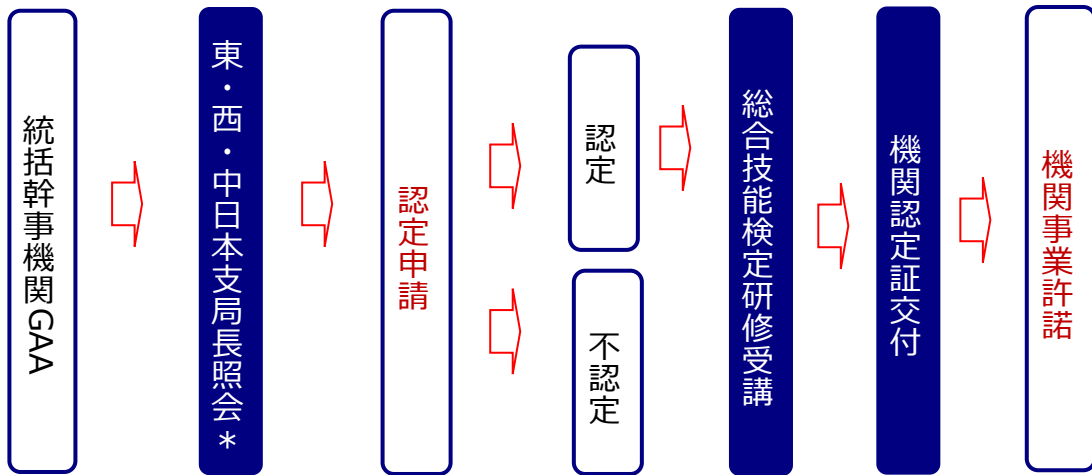 統括幹事機関GAA
東・西・中日本支局長照会*
認定申請
認定
不認定
総合技能検定研修受講
機関認定証交付
機関事業許諾